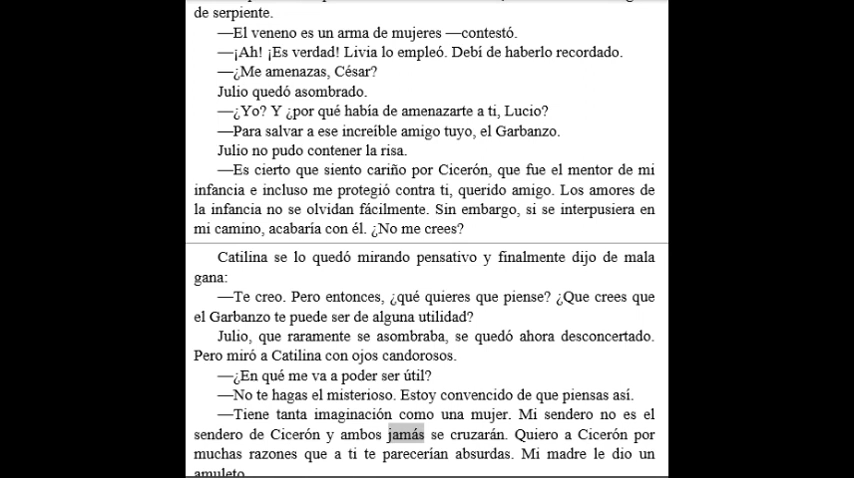 de serpiente.
—El veneno es un arma de mujeres —contestó.
—¡Ah! ¡Es verdad! Livia lo empleó. Debí de haberlo recordado.
—¿Me amenazas, César?
Julio quedó asombrado.
—¿Yo? Y ¿por qué había de amenazarte a ti, Lucio?
—Para salvar a ese increíble amigo tuyo, el Garbanzo.
Julio no pudo contener la risa.
—Es cierto que siento cariño por Cicerón, que fue el mentor de mi
infancia e incluso me protegió contra ti, querido amigo. Los amores de
la infancia no se olvidan fácilmente. Sin embargo, si se interpusiera en
mi camino, acabaría con él. ¿No me crees?
Catilina se lo quedó mirando pensativo y finalmente dijo de mala
gana:
—Te creo. Pero entonces, ¿qué quieres que piense? ¿Que crees que
el Garbanzo te puede ser de alguna utilidad?
Julio, que raramente se asombraba, se quedó ahora desconcertado.
Pero miró a Catilina con ojos candorosos.
—¿En qué me va a poder ser útil?
—No te hagas el misterioso. Estoy convencido de que piensas así.
—Tiene tanta imaginación como una mujer. Mi sendero no es el
sendero de Cicerón y ambos jamás se cruzarán. Quiero a Cicerón por
muchas razones que a ti te parecerían absurdas. Mi madre le dio un
amuleto